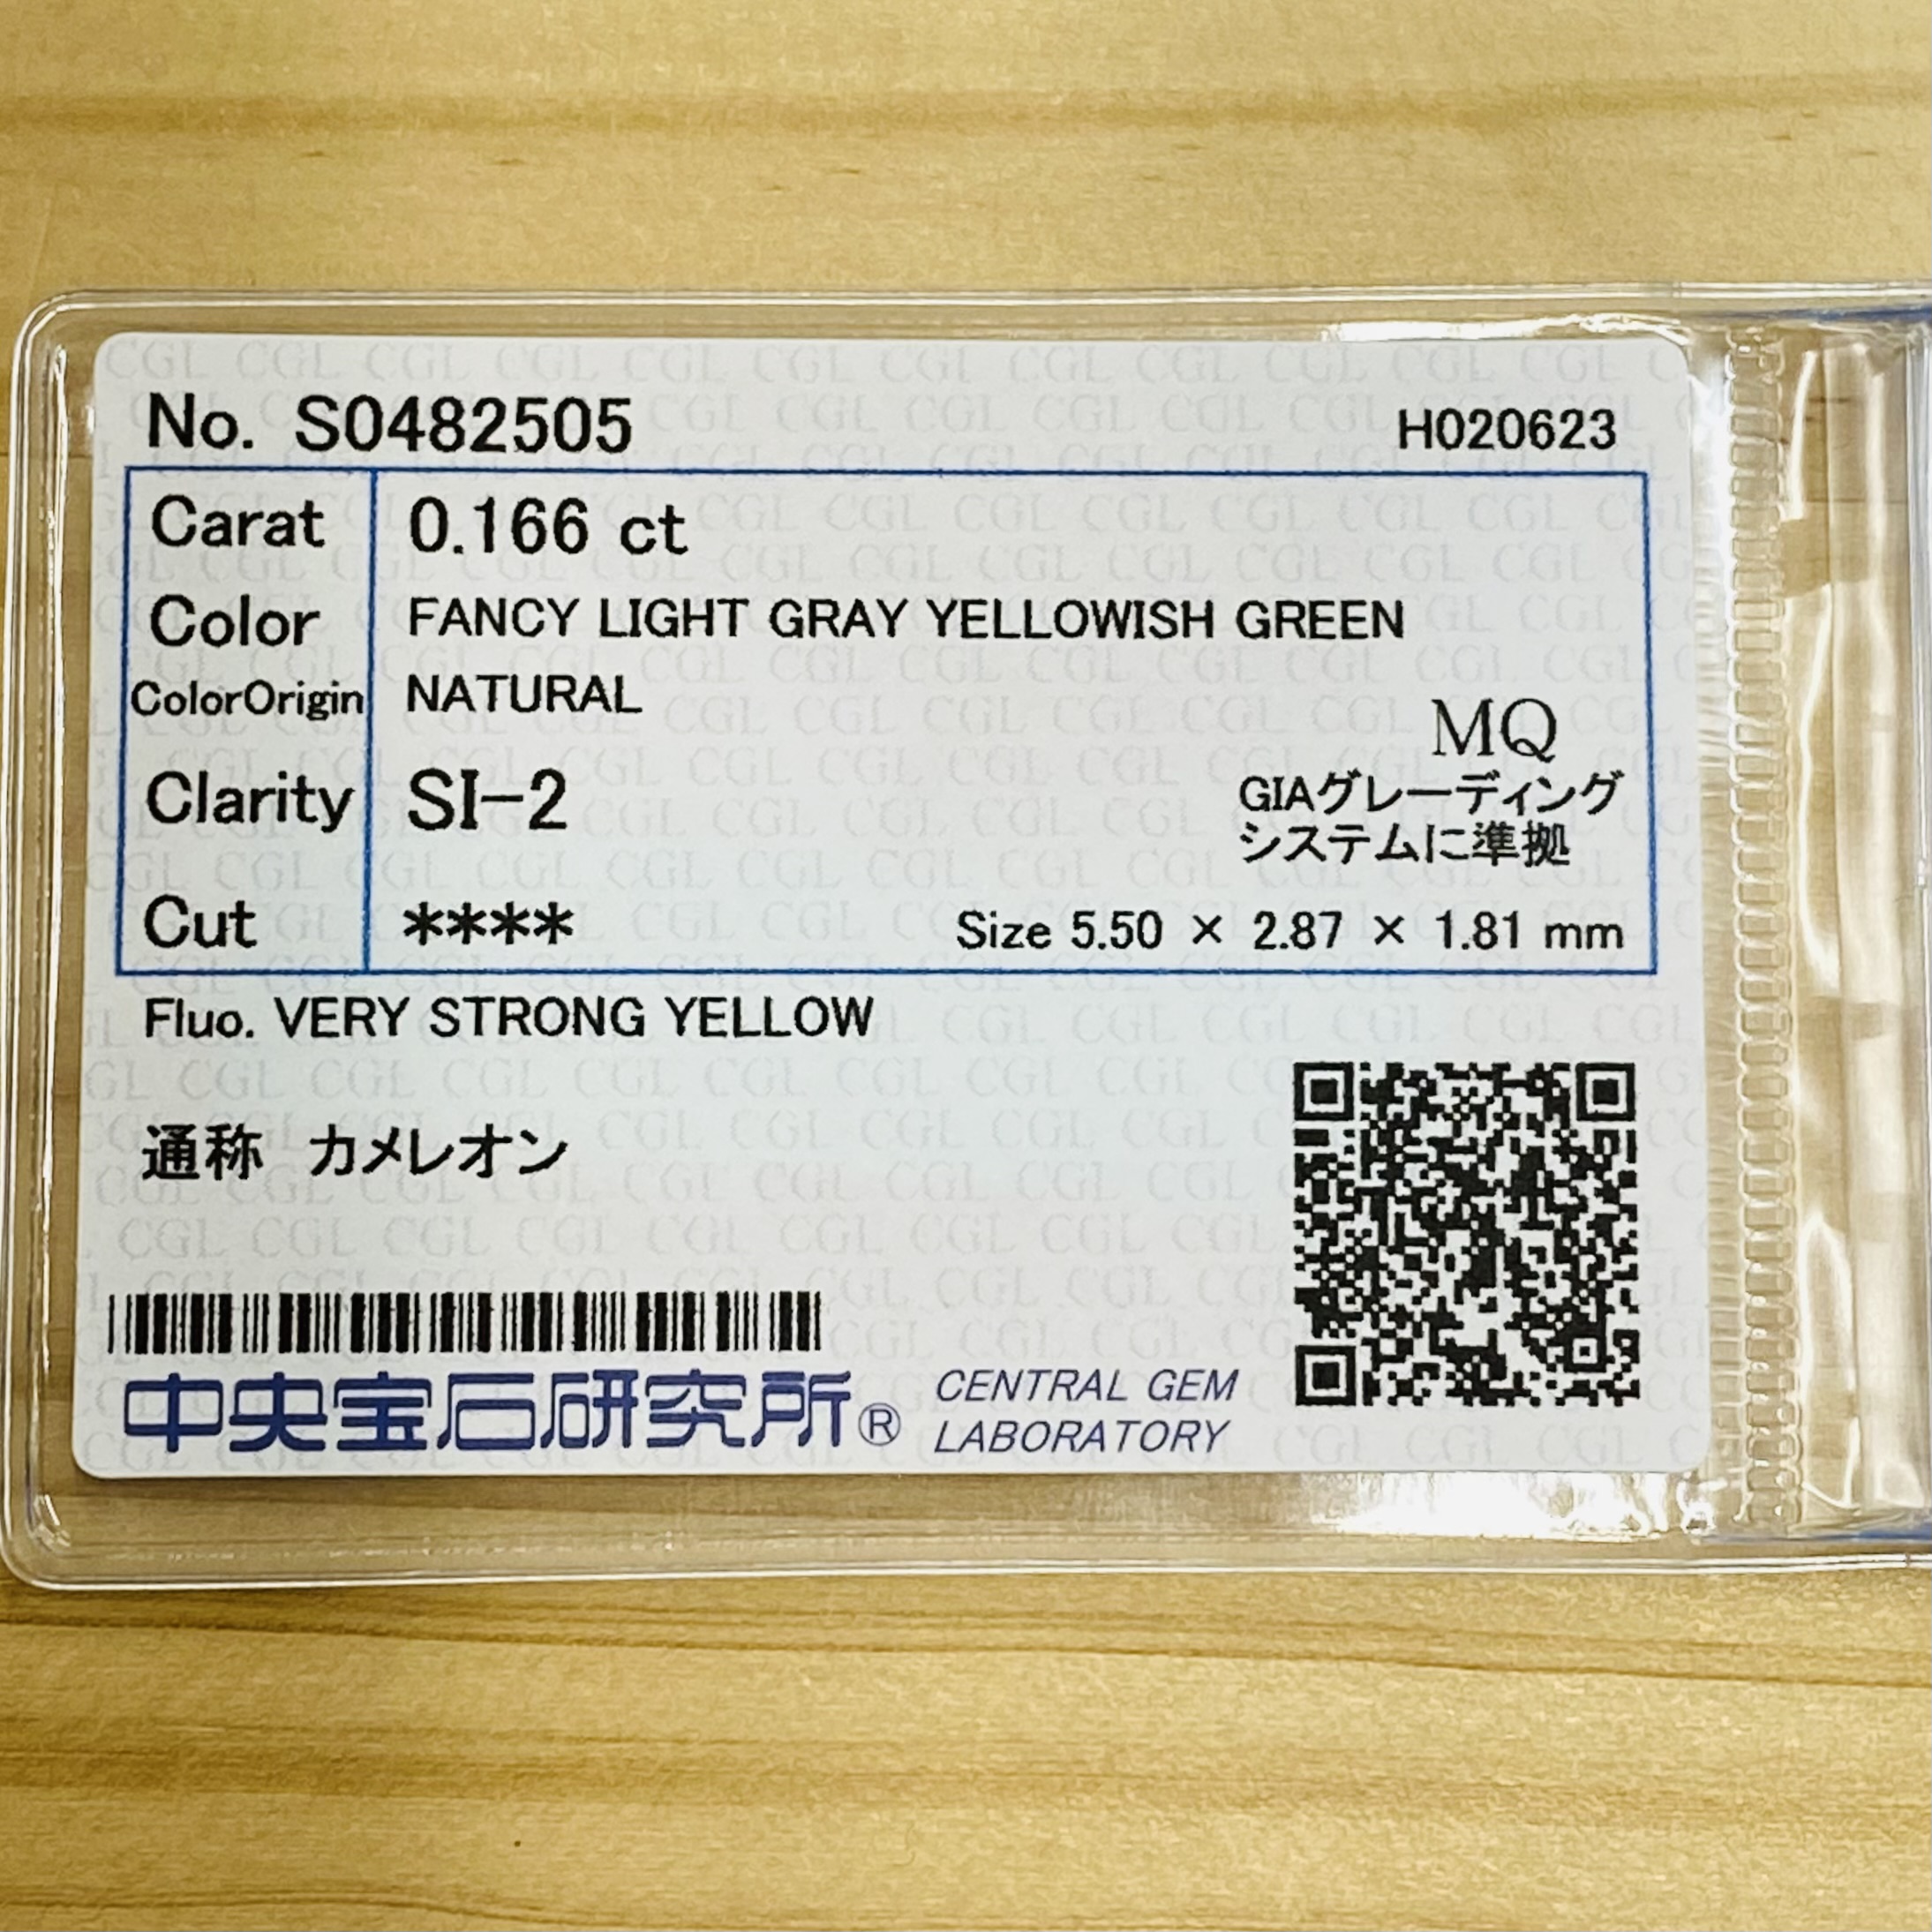 No. S0482505 H020623
Carat 0.166 ct
Color FANCY LIGHT GRAY YELLOWISH GREEN
ColorOrigin NATURAL
MQ
Clarity SI-2
GIAグレーディング
システムに準拠
Cut **** Size 5.50 × 2.87 × 1.81 mm
Fluo. VERY STRONG YELLOW
通称 カメレオン
中央宝石研究所® CENTRAL GEM
LABORATORY